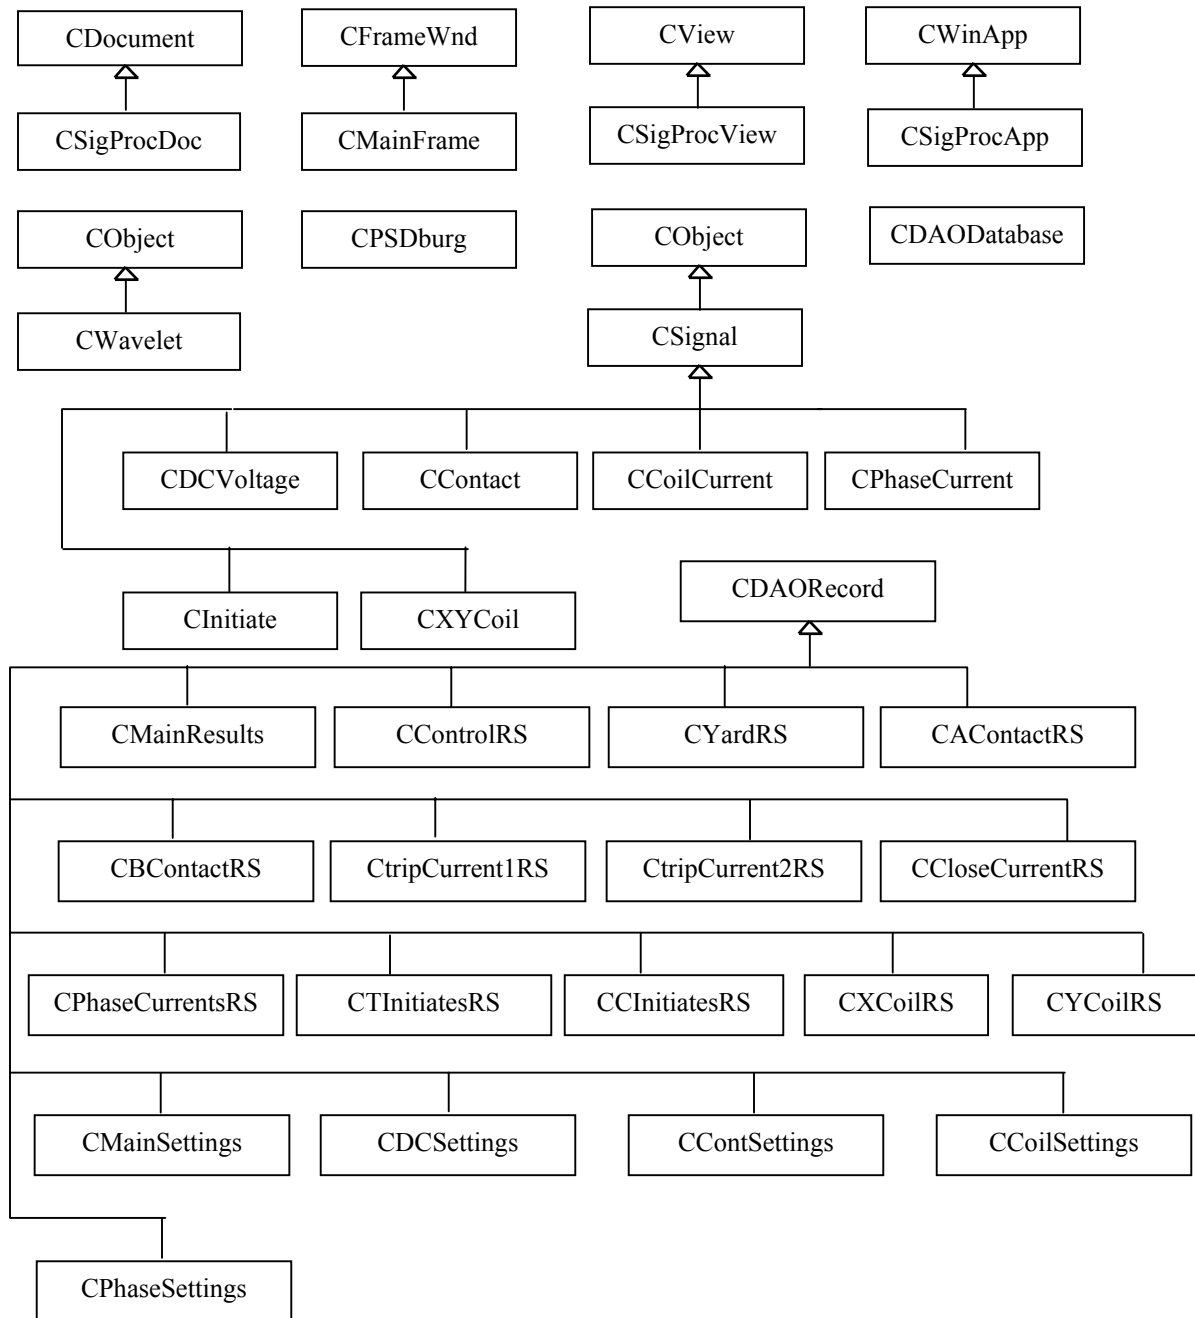 CDocument
CFrameWnd
CView
CWinApp
CSigProcDoc
CMainFrame
CSigProcView
CSigProcApp
CObject
CPSDburg
CObject
CDAODatabase
CWavelet
CSignal
CDCVoltage
CContact
CCoilCurrent
CPhaseCurrent
CInitiate
CXYCoil
CDAORecord
CMainResults
CControlRS
CYardRS
CAContactRS
CBContactRS
CtripCurrent1RS
CtripCurrent2RS
CCloseCurrentRS
CPhaseCurrentsRS
CTInitiatesRS
CCInitiatesRS
CXCoilRS
CYCoilRS
CMainSettings
CDCSettings
CContSettings
CCoilSettings
CPhaseSettings